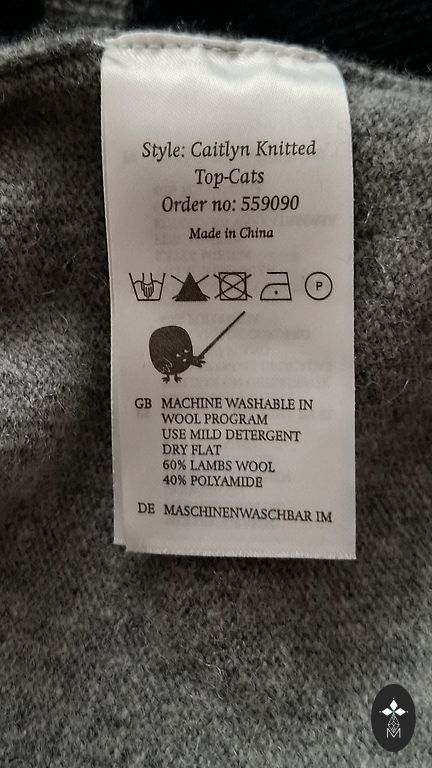 Style: Caitlyn Knitted
Top-Cats
Order no: 559090
Made in China
P
GB MACHINE WASHABLE IN
WOOL PROGRAM
USE MILD DETERGENT
DRY FLAT
60% LAMBS WOOL
40% POLYAMIDE
DE MASCHINENWASCHBAR IM
M